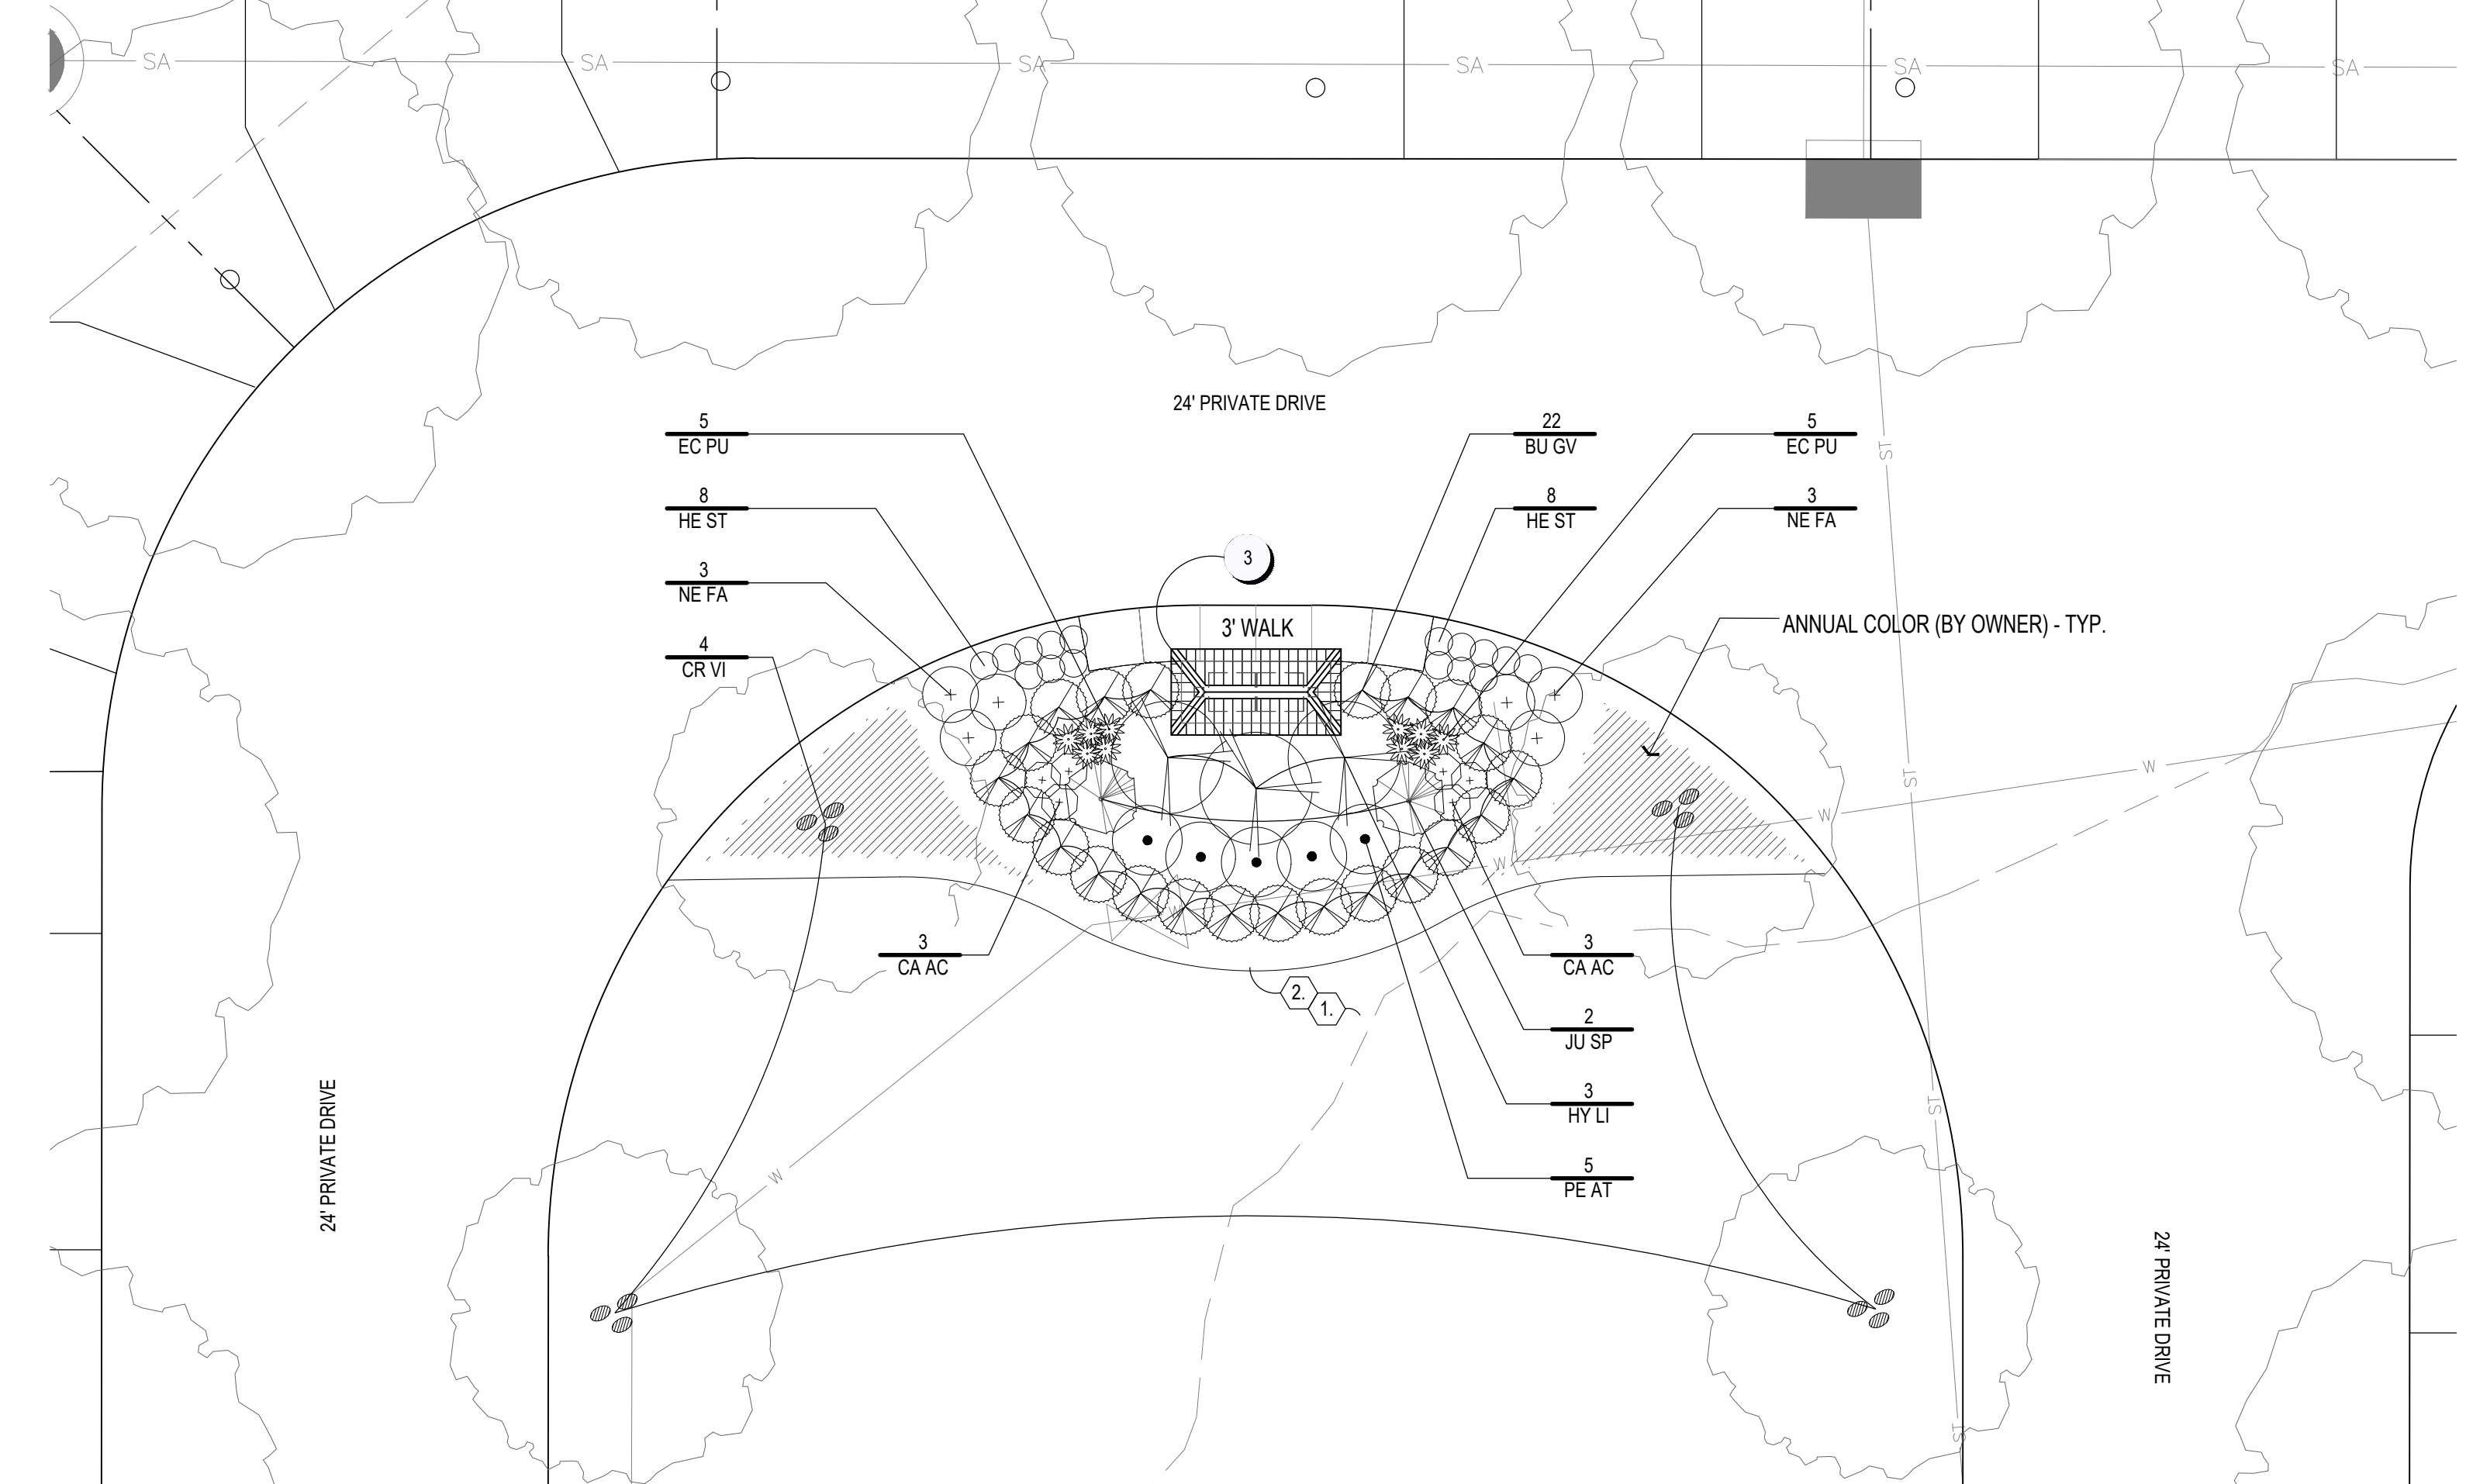 SA
SA
SA
SA
SA
SA
24' PRIVATE DRIVE
5
EC PU
22
BU GV
5
EC PU
ST
8
HE ST
8
HE ST
3
NE FA
3
3
NE FA
3' WALK
ANNUAL COLOR (BY OWNER) - TYP.
4
CR VI
W
ST
W
W
W
3
CA AC
3
CA AC
2.
1.
2
JU SP
ST
3
HY LI
W
5
PE AT
24' PRIVATE DRIVE
24' PRIVATE DRIVE
ST